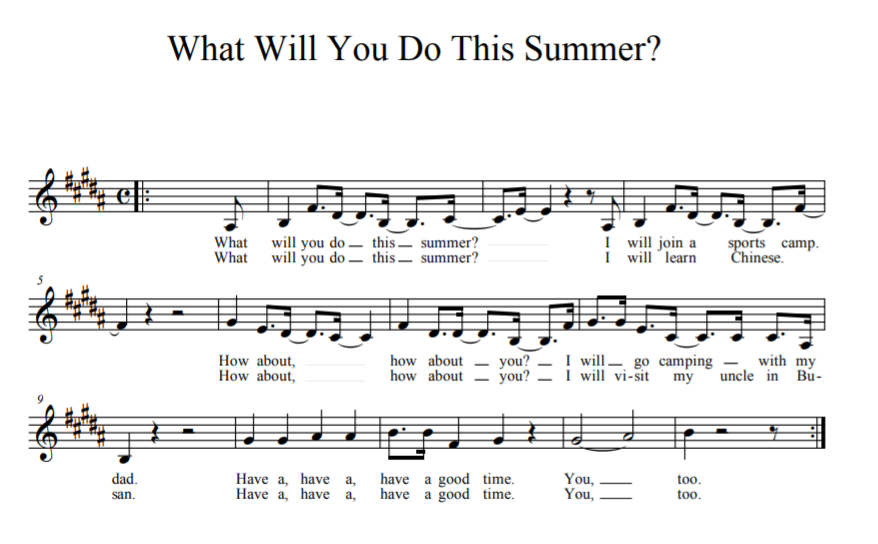 What Will You Do This Summer?
What will you do this summer? I will join a sports camp.
What will you do this summer? I will learn Chinese.
5
How about, how about you? I will go camping with my
How about, how about you? I will vi-sit my uncle in Bu-
9
dad. Have a, have a, have a good time. You, too.
san. Have a, have a, have a good time. You, too.